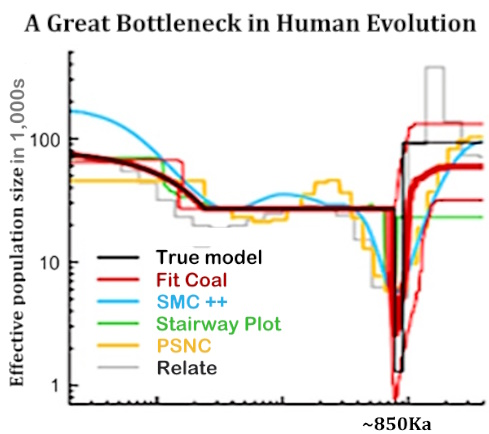 A Great Bottleneck in Human Evolution
Effective population size in 1,000s
100
10
1
True model
Fit Coal
SMC ++
Stairway Plot
PSNC
Relate
~850Ka